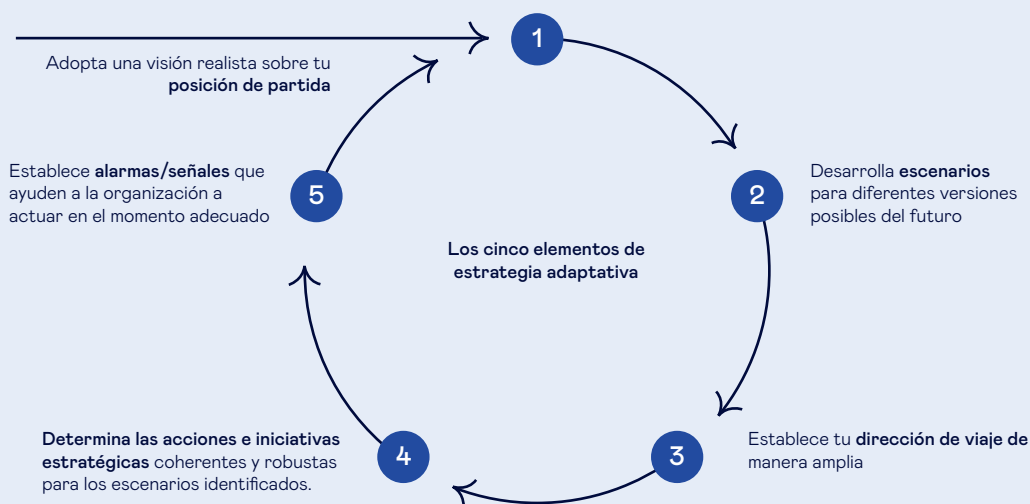 1
Adopta una visión realista sobre tu
posición de partida
2
Desarrolla escenarios
para diferentes versiones
posibles del futuro
3
Establece tu dirección de viaje de
manera amplia
4
Determina las acciones e iniciativas
estratégicas coherentes y robustas
para los escenarios identificados.
5
Establece alarmas/señales que
ayuden a la organización a
actuar en el momento adecuado
Los cinco elementos de
estrategia adaptativa